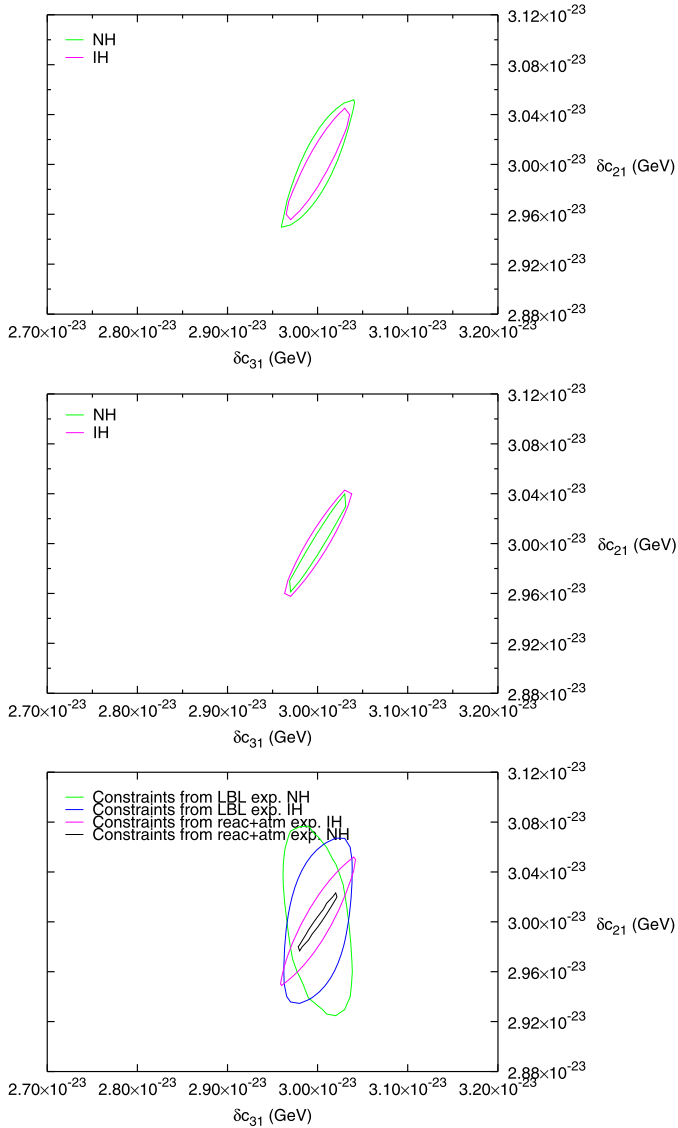 3.12×10⁻²³
NH
IH
3.08×10⁻²³
3.04×10⁻²³
3.00×10⁻²³ δc₂₁ (GeV)
2.96×10⁻²³
2.92×10⁻²³
2.88×10⁻²³
2.70×10⁻²³ 2.80×10⁻²³ 2.90×10⁻²³ 3.00×10⁻²³ 3.10×10⁻²³ 3.20×10⁻²³
δc₃₁ (GeV)
3.12×10⁻²³
NH
IH
3.08×10⁻²³
3.04×10⁻²³
3.00×10⁻²³ δc₂₁ (GeV)
2.96×10⁻²³
2.92×10⁻²³
2.88×10⁻²³
2.70×10⁻²³ 2.80×10⁻²³ 2.90×10⁻²³ 3.00×10⁻²³ 3.10×10⁻²³ 3.20×10⁻²³
δc₃₁ (GeV)
3.12×10⁻²³
Constraints from LBL exp. NH
Constraints from LBL exp. IH
Constraints from reac+atm exp. IH
Constraints from reac+atm exp. NH
3.08×10⁻²³
3.04×10⁻²³
3.00×10⁻²³ δc₂₁ (GeV)
2.96×10⁻²³
2.92×10⁻²³
2.88×10⁻²³
2.70×10⁻²³ 2.80×10⁻²³ 2.90×10⁻²³ 3.00×10⁻²³ 3.10×10⁻²³ 3.20×10⁻²³
δc₃₁ (GeV)